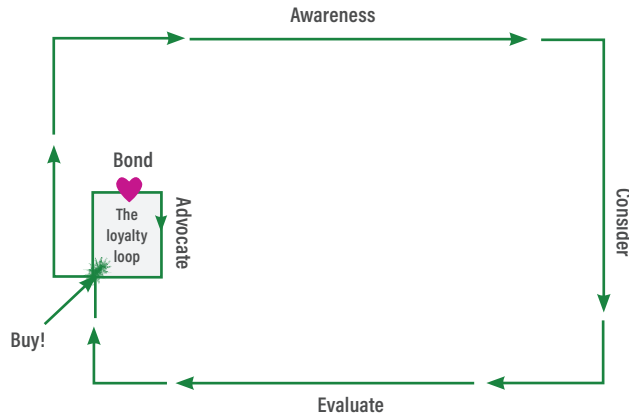 Awareness
Bond
The
loyalty
loop
Advocate
Consider
Buy!
Evaluate